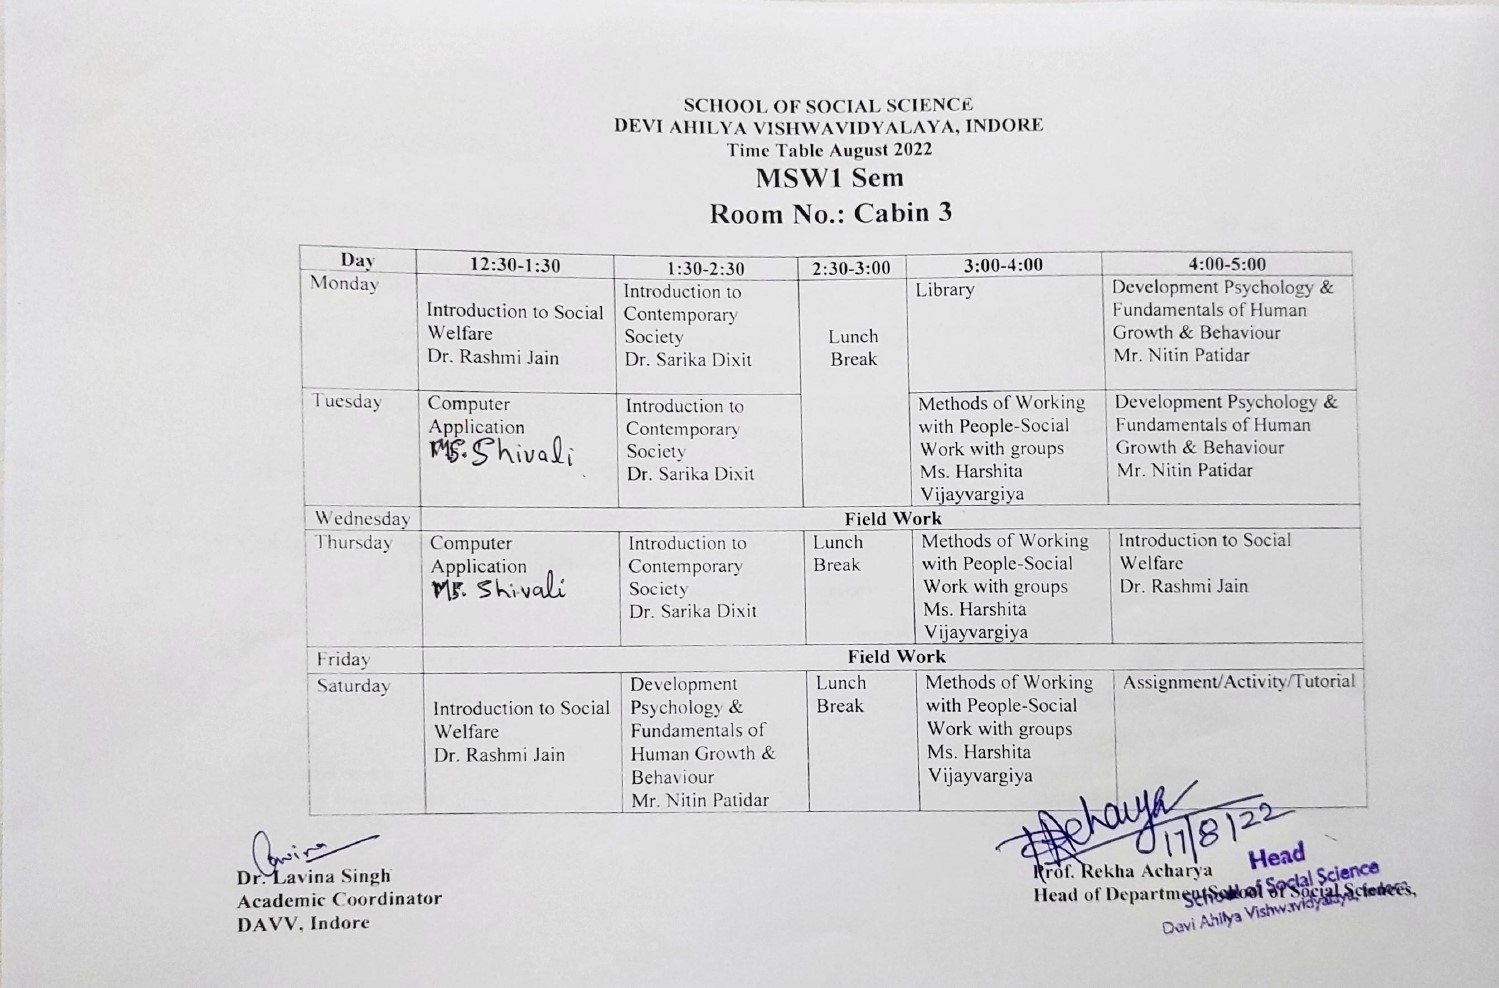 SCHOOL OF SOCIAL SCIENCE
DEVI AHILYA VISHWAVIDYALAYA, INDORE
Time Table August 2022
MSW1 Sem
Room No.: Cabin 3
Day
12:30-1:30
1:30-2:30
2:30-3:00
3:00-4:00
4:00-5:00
Monday
Introduction to Social
Welfare
Dr. Rashmi Jain
Introduction to
Contemporary
Society
Dr. Sarika Dixit
Lunch
Break
Library
Development Psychology &
Fundamentals of Human
Growth & Behaviour
Mr. Nitin Patidar
Tuesday
Computer
Application
Ms. Shivali
Introduction to
Contemporary
Society
Dr. Sarika Dixit
Methods of Working
with People-Social
Work with groups
Ms. Harshita
Vijayvargiya
Development Psychology &
Fundamentals of Human
Growth & Behaviour
Mr. Nitin Patidar
Wednesday
Field Work
Thursday
Computer
Application
Ms. Shivali
Introduction to
Contemporary
Society
Dr. Sarika Dixit
Lunch
Break
Methods of Working
with People-Social
Work with groups
Ms. Harshita
Vijayvargiya
Introduction to Social
Welfare
Dr. Rashmi Jain
Friday
Field Work
Saturday
Introduction to Social
Welfare
Dr. Rashmi Jain
Development
Psychology &
Fundamentals of
Human Growth &
Behaviour
Mr. Nitin Patidar
Lunch
Break
Methods of Working
with People-Social
Work with groups
Ms. Harshita
Vijayvargiya
Assignment/Activity/Tutorial
Lavina
Dr. Lavina Singh
Academic Coordinator
DAVV, Indore
RAcharya
17/8/22
Prof. Rekha Acharya
Head of Department School of Social Sciences,
Head
School of Social Science
Devi Ahilya Vishwavidyalaya,